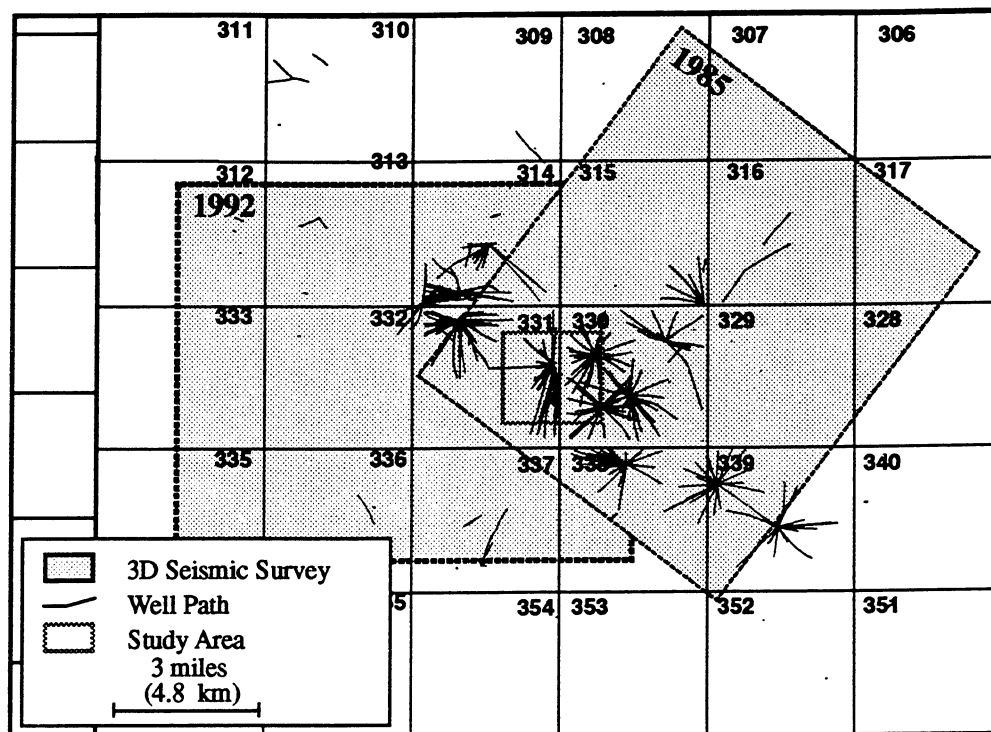 311 310 309 308 307 306
1985
312 313 314 315 316 317
1992
333 332 331 330 329 328
335 336 337 338 339 340
3D Seismic Survey
Well Path
354 353 352 351
Study Area
3 miles
(4.8 km)